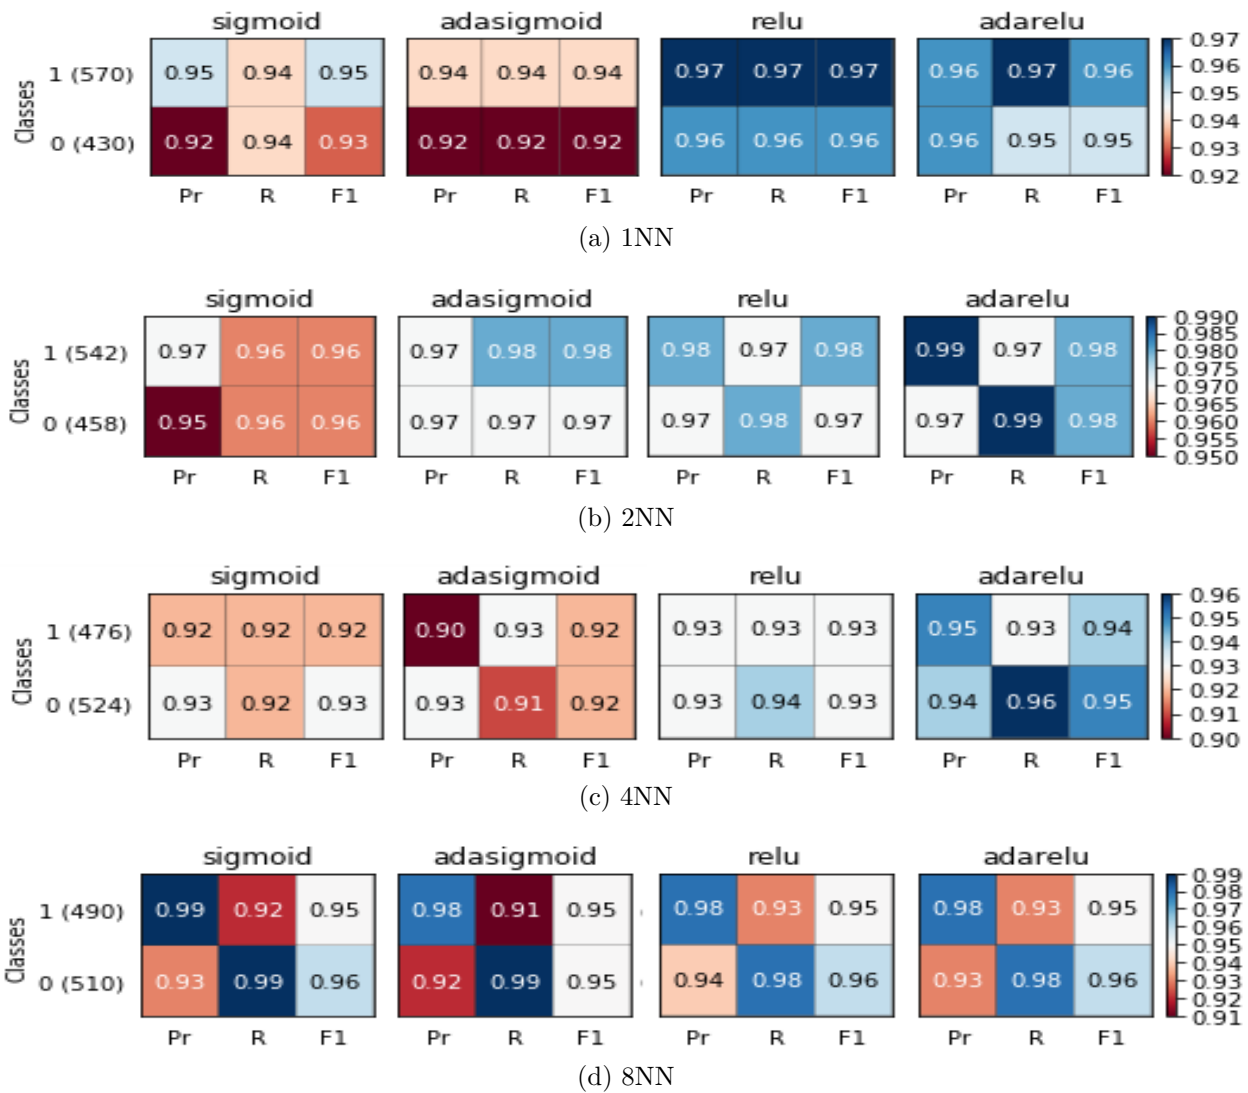 sigmoid adasigmoid relu adarelu
1 (570) 0.95 0.94 0.95 0.94 0.94 0.94 0.97 0.97 0.97 0.96 0.97 0.96
0 (430) 0.92 0.94 0.93 0.92 0.92 0.92 0.96 0.96 0.96 0.96 0.95 0.95
Classes
0.97
0.96
0.95
0.94
0.93
0.92
Pr R F1 Pr R F1 Pr R F1 Pr R F1
(a) 1NN
sigmoid adasigmoid relu adarelu
1 (542) 0.97 0.96 0.96 0.97 0.98 0.98 0.98 0.97 0.98 0.99 0.97 0.98
0 (458) 0.95 0.96 0.96 0.97 0.97 0.97 0.97 0.98 0.97 0.97 0.99 0.98
Classes
0.990
0.985
0.980
0.975
0.970
0.965
0.960
0.955
0.950
Pr R F1 Pr R F1 Pr R F1 Pr R F1
(b) 2NN
sigmoid adasigmoid relu adarelu
1 (476) 0.92 0.92 0.92 0.90 0.93 0.92 0.93 0.93 0.93 0.95 0.93 0.94
0 (524) 0.93 0.92 0.93 0.93 0.91 0.92 0.93 0.94 0.93 0.94 0.96 0.95
Classes
0.96
0.95
0.94
0.93
0.92
0.91
0.90
Pr R F1 Pr R F1 Pr R F1 Pr R F1
(c) 4NN
sigmoid adasigmoid relu adarelu
1 (490) 0.99 0.92 0.95 0.98 0.91 0.95 0.98 0.93 0.95 0.98 0.93 0.95
0 (510) 0.93 0.99 0.96 0.92 0.99 0.95 0.94 0.98 0.96 0.93 0.98 0.96
Classes
0.99
0.98
0.97
0.96
0.95
0.94
0.93
0.92
0.91
Pr R F1 Pr R F1 Pr R F1 Pr R F1
(d) 8NN